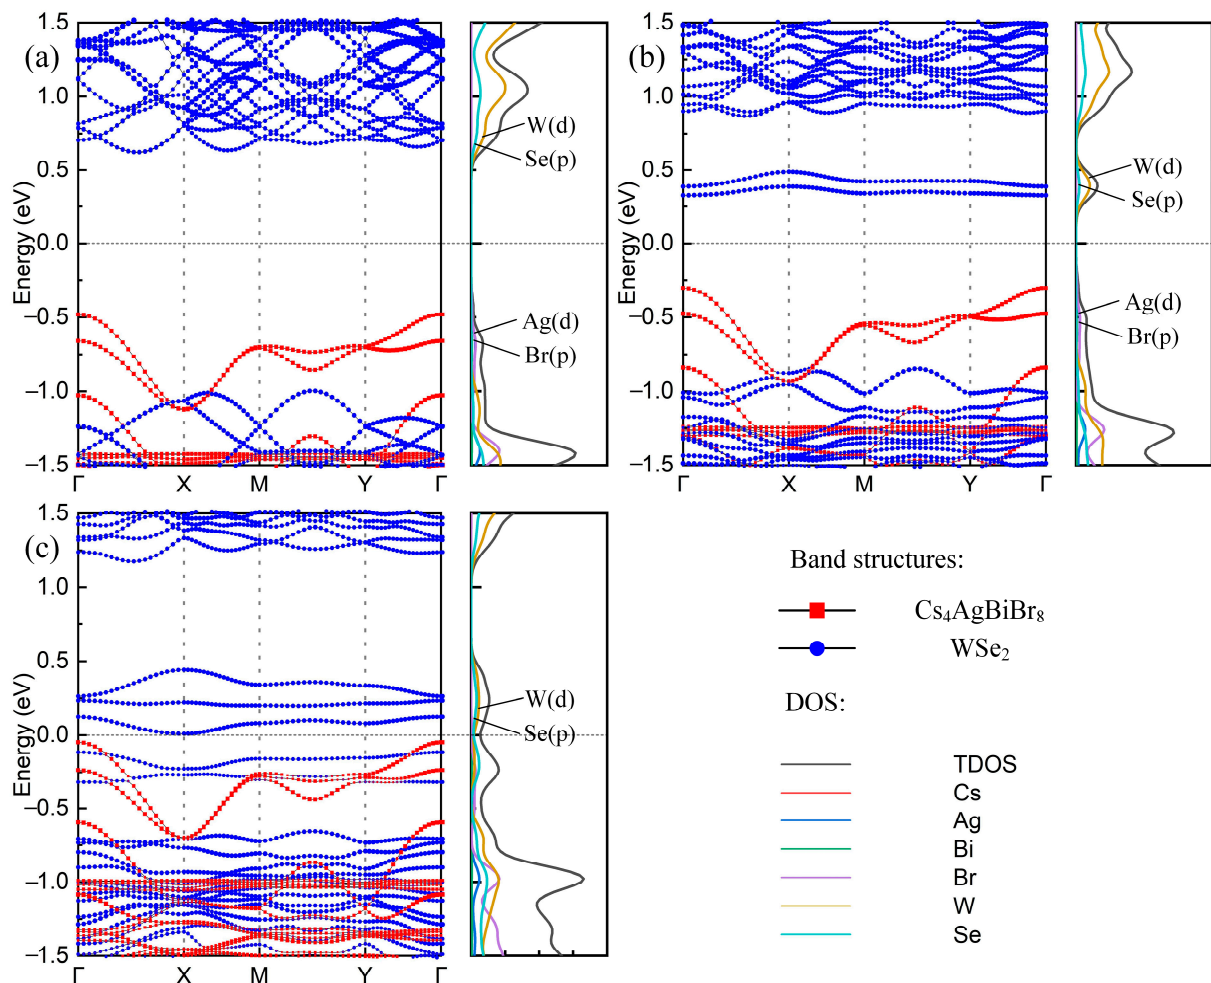 (a)
Energy (eV)
1.5
1.0
0.5
0.0
−0.5
−1.0
−1.5
Γ X M Y Γ
W(d)
Se(p)
Ag(d)
Br(p)
(b)
Energy (eV)
1.5
1.0
0.5
0.0
−0.5
−1.0
−1.5
Γ X M Y Γ
W(d)
Se(p)
Ag(d)
Br(p)
(c)
Energy (eV)
1.5
1.0
0.5
0.0
−0.5
−1.0
−1.5
Γ X M Y Γ
W(d)
Se(p)
Band structures:
Cs₄AgBiBr₈
WSe₂
DOS:
TDOS
Cs
Ag
Bi
Br
W
Se